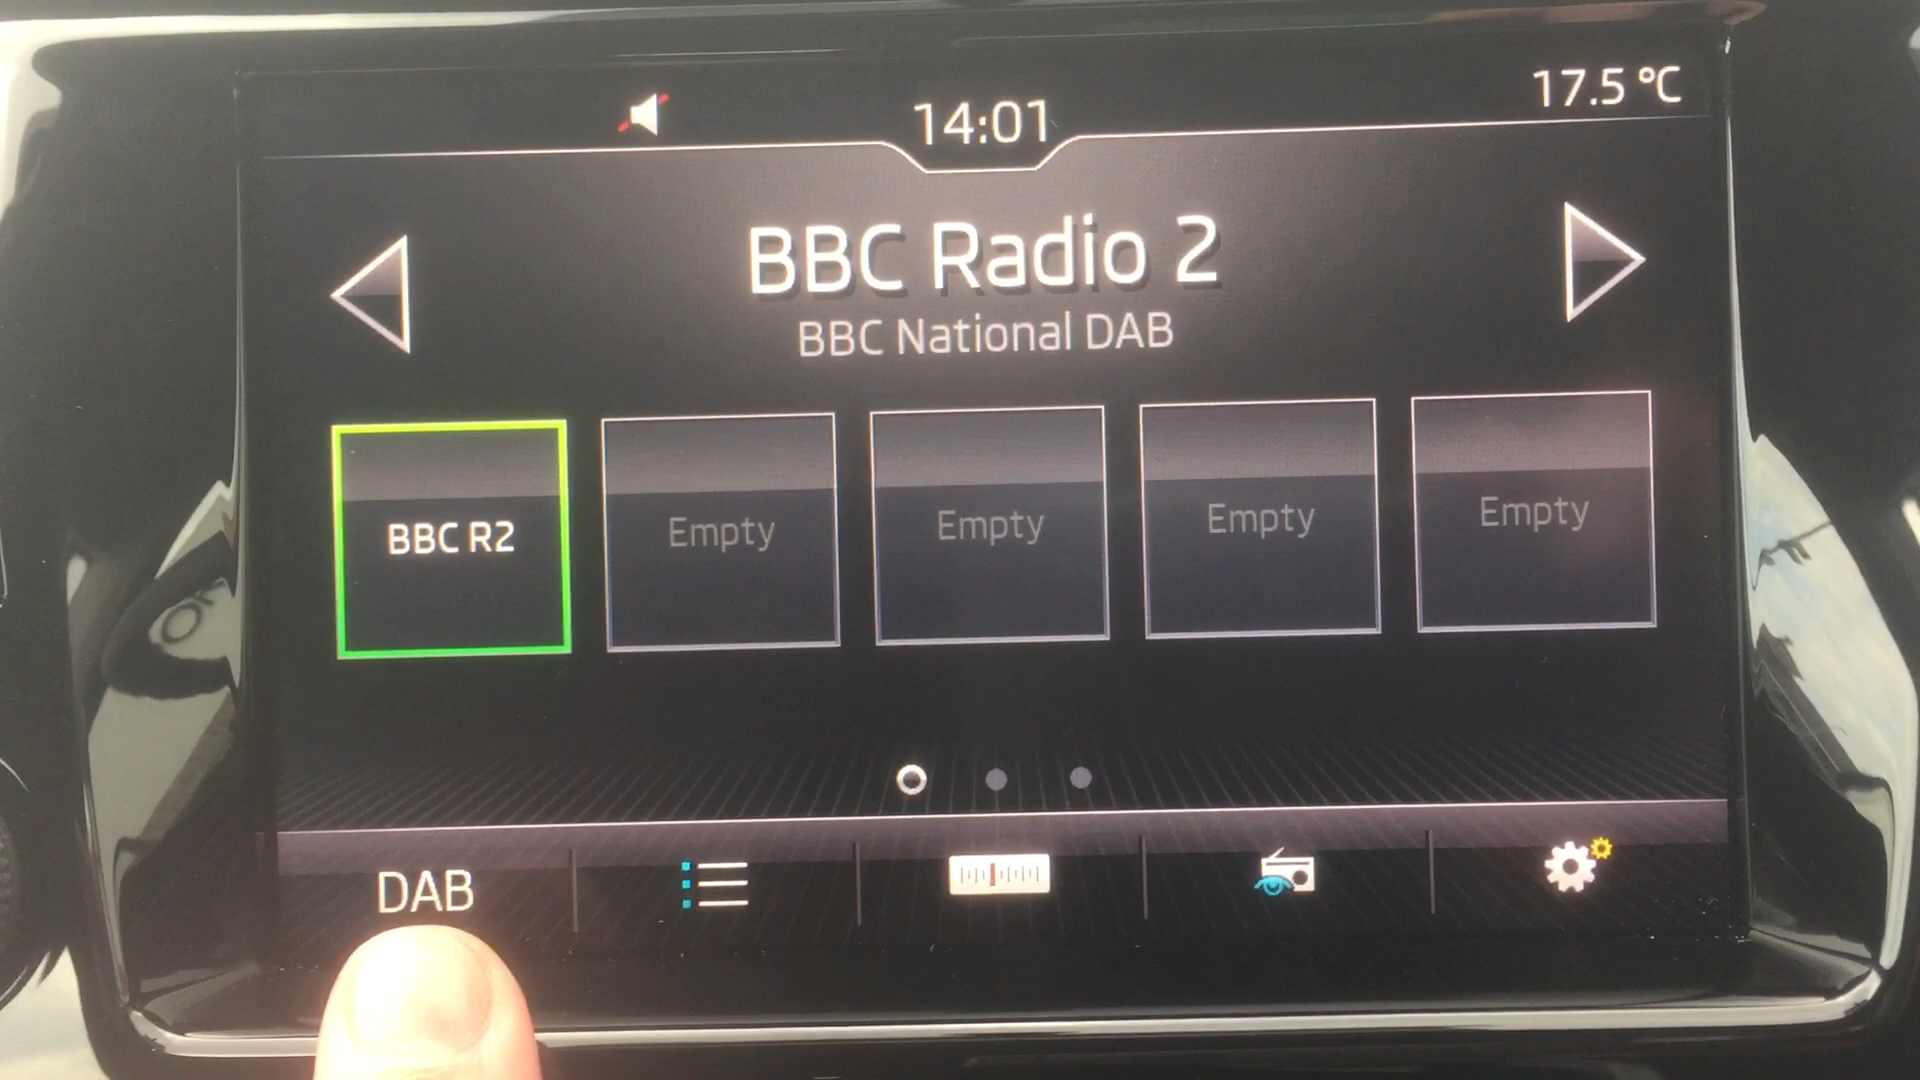 14:01
17.5 °C
BBC Radio 2
BBC National DAB
BBC R2
Empty
Empty
Empty
Empty
DAB